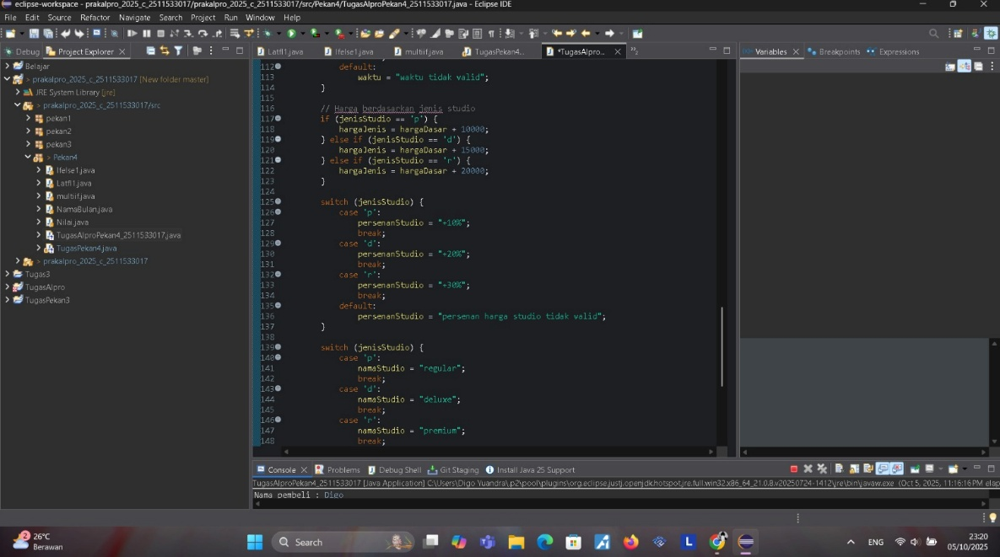 eclipse-workspace - prakalpro_2025_c_2511533017/prakalpro_2025_c_2511533017/src/Pekan4/TugasAlproPekan4_2511533017.java - Eclipse IDE
File Edit Source Refactor Navigate Search Project Run Window Help
Debug Project Explorer
Latfl1.java Ifelse1.java multiif.java TugasPekan4... *TugasAlpro...
Variables Breakpoints Expressions
Belajar
> prakalpro_2025_c_2511533017 [New folder master]
JRE System Library [jre]
> prakalpro_2025_c_2511533017/src
pekan1
pekan2
pekan3
> Pekan4
Ifelse1.java
Latfl1.java
multiif.java
NamaBulan.java
Nilai.java
TugasAlproPekan4_2511533017.java
TugasPekan4.java
> prakalpro_2025_c_2511533017
Tugas3
TugasAlpro
TugasPekan3
112 default:
113 waktu = "waktu tidak valid";
114 }
115
116 // Harga berdasarkan jenis studio
117 if (jenisStudio == 'p') {
118 hargaJenis = hargaDasar + 10000;
119 } else if (jenisStudio == 'd') {
120 hargaJenis = hargaDasar + 15000;
121 } else if (jenisStudio == 'r') {
122 hargaJenis = hargaDasar + 20000;
123 }
124
125 switch (jenisStudio) {
126 case 'p':
127 persenanStudio = "+10%";
128 break;
129 case 'd':
130 persenanStudio = "+20%";
131 break;
132 case 'r':
133 persenanStudio = "+30%";
134 break;
135 default:
136 persenanStudio = "persenan harga studio tidak valid";
137 }
138
139 switch (jenisStudio) {
140 case 'p':
141 namaStudio = "regular";
142 break;
143 case 'd':
144 namaStudio = "deluxe";
145 break;
146 case 'r':
147 namaStudio = "premium";
148 break;
Console Problems Debug Shell Git Staging Install Java 25 Support
TugasAlproPekan4_2511533017 [Java Application] C:\Users\Digo Yuandra\.p2\pool\plugins\org.eclipse.justj.openjdk.hotspot.jre.full.win32.x86_64_21.0.8.v20250724-1412\jre\bin\javaw.exe (Oct 5, 2025, 11:16:16 PM elap
Nama pembeli : Digo
2
26°C
Berawan
Search
L
ENG
23:20
05/10/2025